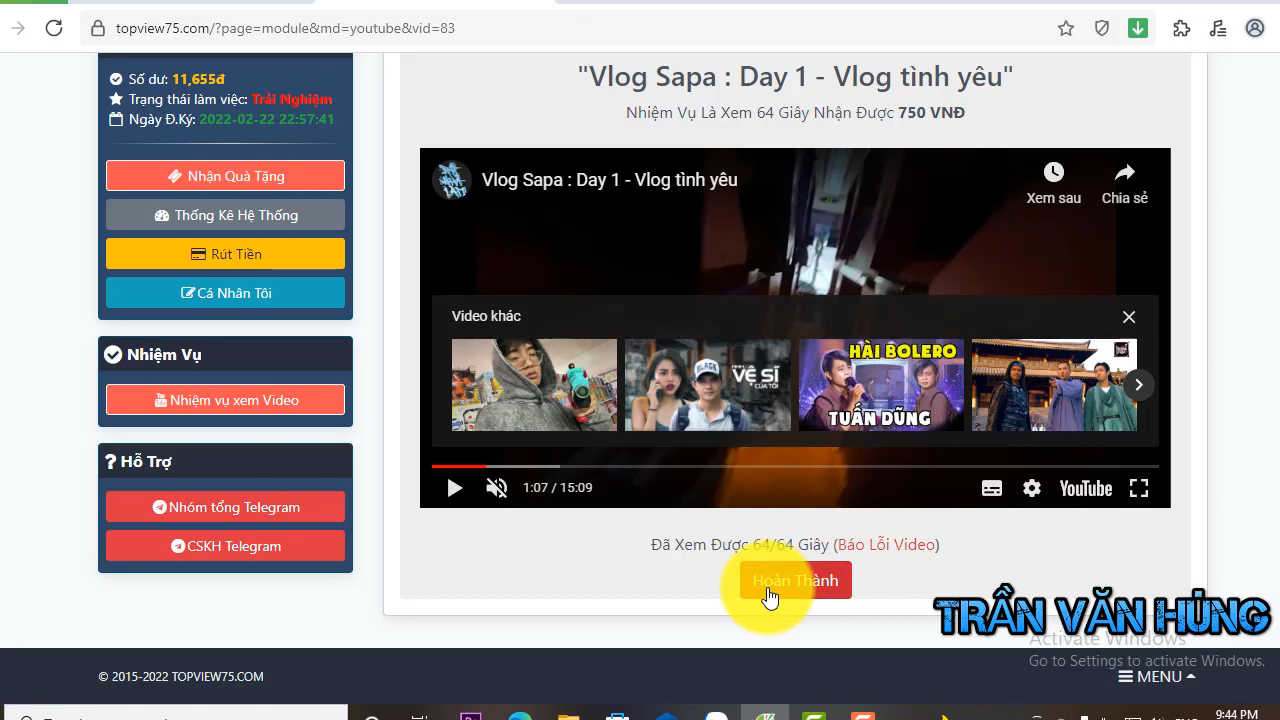 topview75.com/?page=module&md=youtube&vid=83
Số dư: 11,655đ
Trạng thái làm việc: Trải Nghiệm
Ngày Đ.Ký: 2022-02-22 22:57:41
Nhận Quà Tặng
Thống Kê Hệ Thống
Rút Tiền
Cá Nhân Tôi
Nhiệm Vụ
Nhiệm vụ xem Video
Hỗ Trợ
Nhóm tổng Telegram
CSKH Telegram
"Vlog Sapa : Day 1 - Vlog tình yêu"
Nhiệm Vụ Là Xem 64 Giây Nhận Được 750 VNĐ
Vlog Sapa : Day 1 - Vlog tình yêu
Xem sau
Chia sẻ
Video khác
BLACK
VỆ SĨ
CỦA TÔI
HÀI BOLERO
TUẤN DŨNG
1:07 / 15:09
YouTube
Đã Xem Được 64/64 Giây (Báo Lỗi Video)
Hoàn Thành
TRẦN VĂN HÙNG
Activate Windows
Go to Settings to activate Windows.
© 2015-2022 TOPVIEW75.COM
MENU
9:44 PM